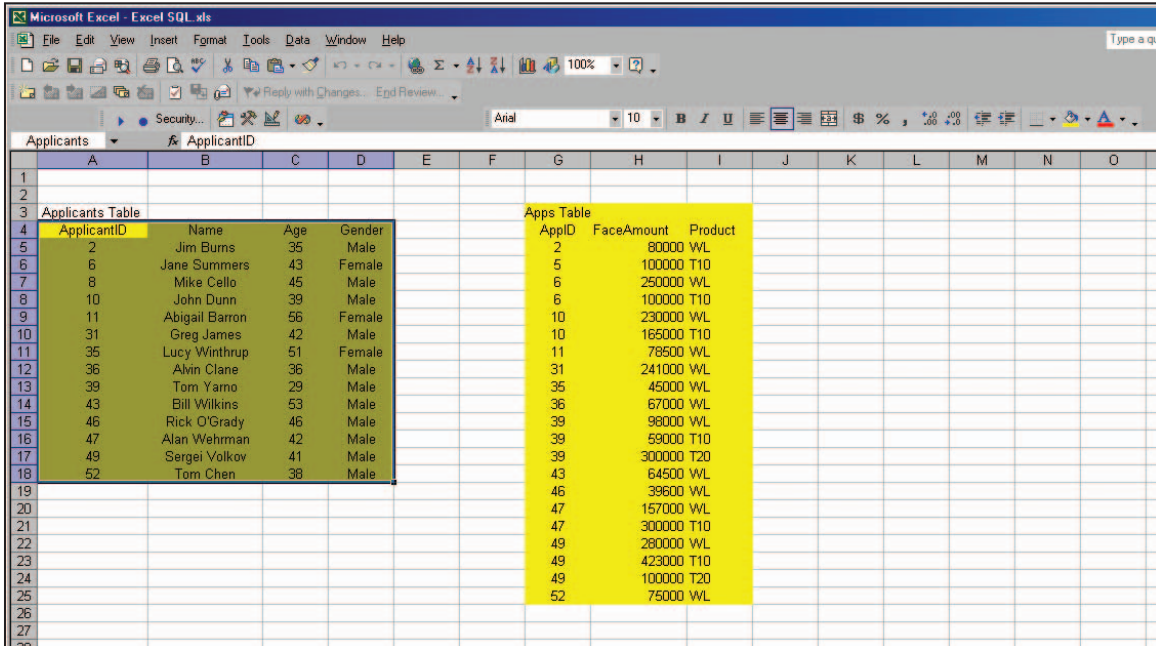 Microsoft Excel - Excel SQL.xls
File Edit View Insert Format Tools Data Window Help
Type a qu
100%
Reply with Changes... End Review...
Security...
Arial 10 B I U $ % ,
Applicants fx ApplicantID
A B C D E F G H I J K L M N O
1
2
3 Applicants Table Apps Table
4 ApplicantID Name Age Gender AppID FaceAmount Product
5 2 Jim Burns 35 Male 2 80000 WL
6 6 Jane Summers 43 Female 5 100000 T10
7 8 Mike Cello 45 Male 6 250000 WL
8 10 John Dunn 39 Male 6 100000 T10
9 11 Abigail Barron 56 Female 10 230000 WL
10 31 Greg James 42 Male 10 165000 T10
11 35 Lucy Winthrup 51 Female 11 78500 WL
12 36 Alvin Clane 36 Male 31 241000 WL
13 39 Tom Yarno 29 Male 35 45000 WL
14 43 Bill Wilkins 53 Male 36 67000 WL
15 46 Rick O'Grady 46 Male 39 98000 WL
16 47 Alan Wehrman 42 Male 39 59000 T10
17 49 Sergei Volkov 41 Male 39 300000 T20
18 52 Tom Chen 38 Male 43 64500 WL
19 46 39600 WL
20 47 157000 WL
21 47 300000 T10
22 49 280000 WL
23 49 423000 T10
24 49 100000 T20
25 52 75000 WL
26
27